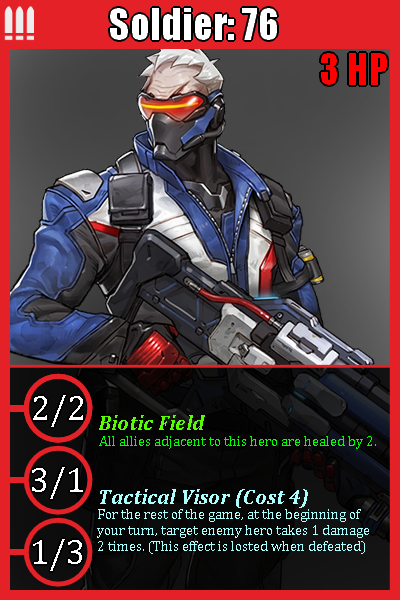 Soldier: 76
3 HP
2/2
Biotic Field
All allies adjacent to this hero are healed by 2.
3/1
Tactical Visor (Cost 4)
For the rest of the game, at the beginning of
your turn, target enemy hero takes 1 damage
2 times. (This effect is losted when defeated)
1/3